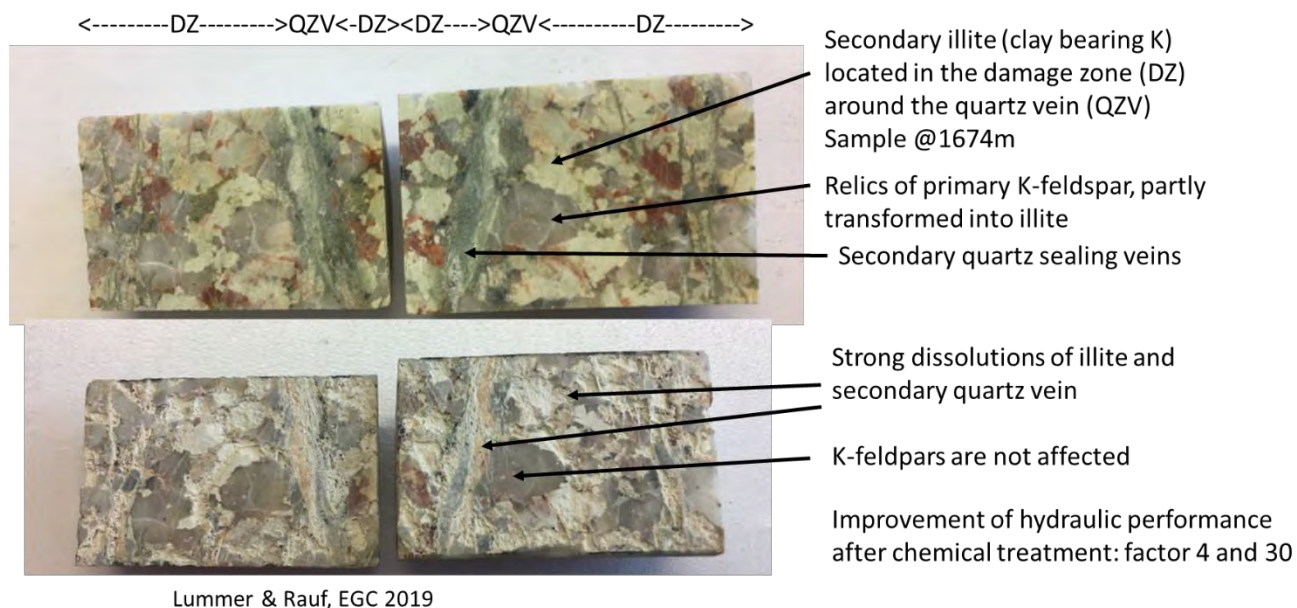 <---------DZ--------->QZV<-DZ><DZ---->QZV<---------DZ--------->
Secondary illite (clay bearing K)
located in the damage zone (DZ)
around the quartz vein (QZV)
Sample @1674m
Relics of primary K-feldspar, partly
transformed into illite
Secondary quartz sealing veins
Strong dissolutions of illite and
secondary quartz vein
K-feldpars are not affected
Improvement of hydraulic performance
after chemical treatment: factor 4 and 30
Lummer & Rauf, EGC 2019